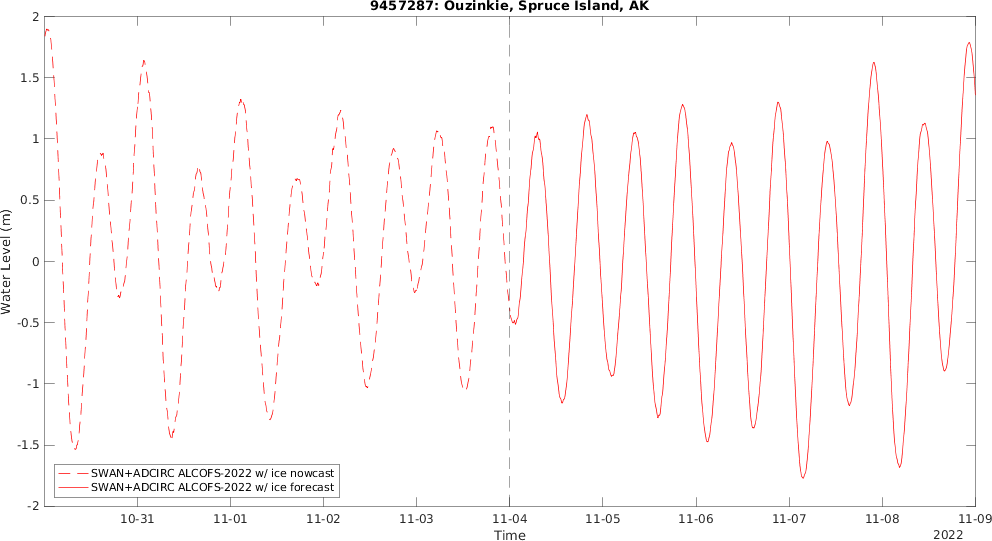 9457287: Ouzinkie, Spruce Island, AK
2
1.5
1
0.5
0
-0.5
-1
-1.5
-2
Water Level (m)
SWAN+ADCIRC ALCOFS-2022 w/ ice nowcast
SWAN+ADCIRC ALCOFS-2022 w/ ice forecast
10-31 11-01 11-02 11-03 11-04 11-05 11-06 11-07 11-08 11-09
Time
2022